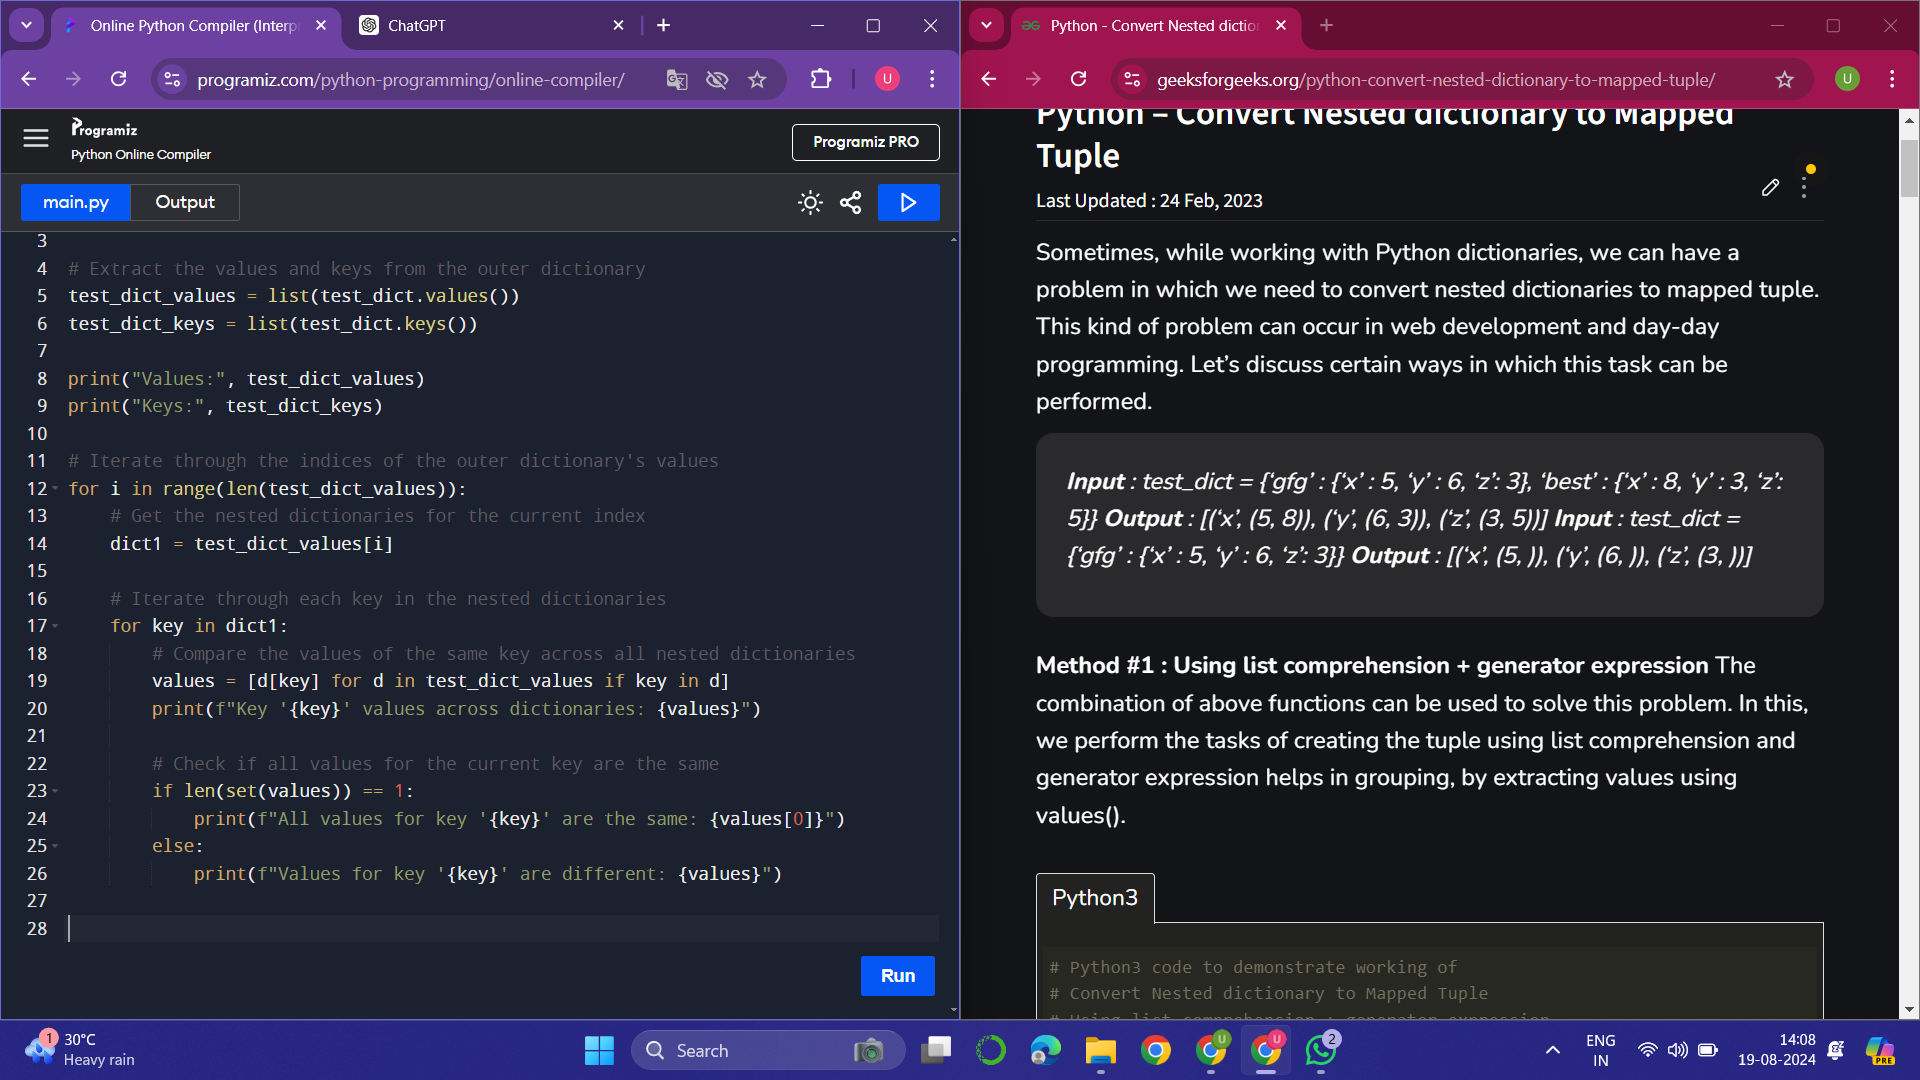 Online Python Compiler (Interp
ChatGPT
programiz.com/python-programming/online-compiler/
U
Programiz
Python Online Compiler
Programiz PRO
main.py
Output
3
4 # Extract the values and keys from the outer dictionary
5 test_dict_values = list(test_dict.values())
6 test_dict_keys = list(test_dict.keys())
7
8 print("Values:", test_dict_values)
9 print("Keys:", test_dict_keys)
10
11 # Iterate through the indices of the outer dictionary's values
12 for i in range(len(test_dict_values)):
13 # Get the nested dictionaries for the current index
14 dict1 = test_dict_values[i]
15
16 # Iterate through each key in the nested dictionaries
17 for key in dict1:
18 # Compare the values of the same key across all nested dictionaries
19 values = [d[key] for d in test_dict_values if key in d]
20 print(f"Key '{key}' values across dictionaries: {values}")
21
22 # Check if all values for the current key are the same
23 if len(set(values)) == 1:
24 print(f"All values for key '{key}' are the same: {values[0]}")
25 else:
26 print(f"Values for key '{key}' are different: {values}")
27
28
Run
Python - Convert Nested dictio
geeksforgeeks.org/python-convert-nested-dictionary-to-mapped-tuple/
U
Python – Convert Nested dictionary to Mapped
Tuple
Last Updated : 24 Feb, 2023
Sometimes, while working with Python dictionaries, we can have a
problem in which we need to convert nested dictionaries to mapped tuple.
This kind of problem can occur in web development and day-day
programming. Let’s discuss certain ways in which this task can be
performed.
Input : test_dict = {‘gfg’ : {‘x’ : 5, ‘y’ : 6, ‘z’: 3}, ‘best’ : {‘x’ : 8, ‘y’ : 3, ‘z’:
5}} Output : [(‘x’, (5, 8)), (‘y’, (6, 3)), (‘z’, (3, 5))] Input : test_dict =
{‘gfg’ : {‘x’ : 5, ‘y’ : 6, ‘z’: 3}} Output : [(‘x’, (5, )), (‘y’, (6, )), (‘z’, (3, ))]
Method #1 : Using list comprehension + generator expression The
combination of above functions can be used to solve this problem. In this,
we perform the tasks of creating the tuple using list comprehension and
generator expression helps in grouping, by extracting values using
values().
Python3
# Python3 code to demonstrate working of
# Convert Nested dictionary to Mapped Tuple
# Using list comprehension + generator expression
1
30°C
Heavy rain
Search
U
U
2
ENG
IN
14:08
19-08-2024
PRE